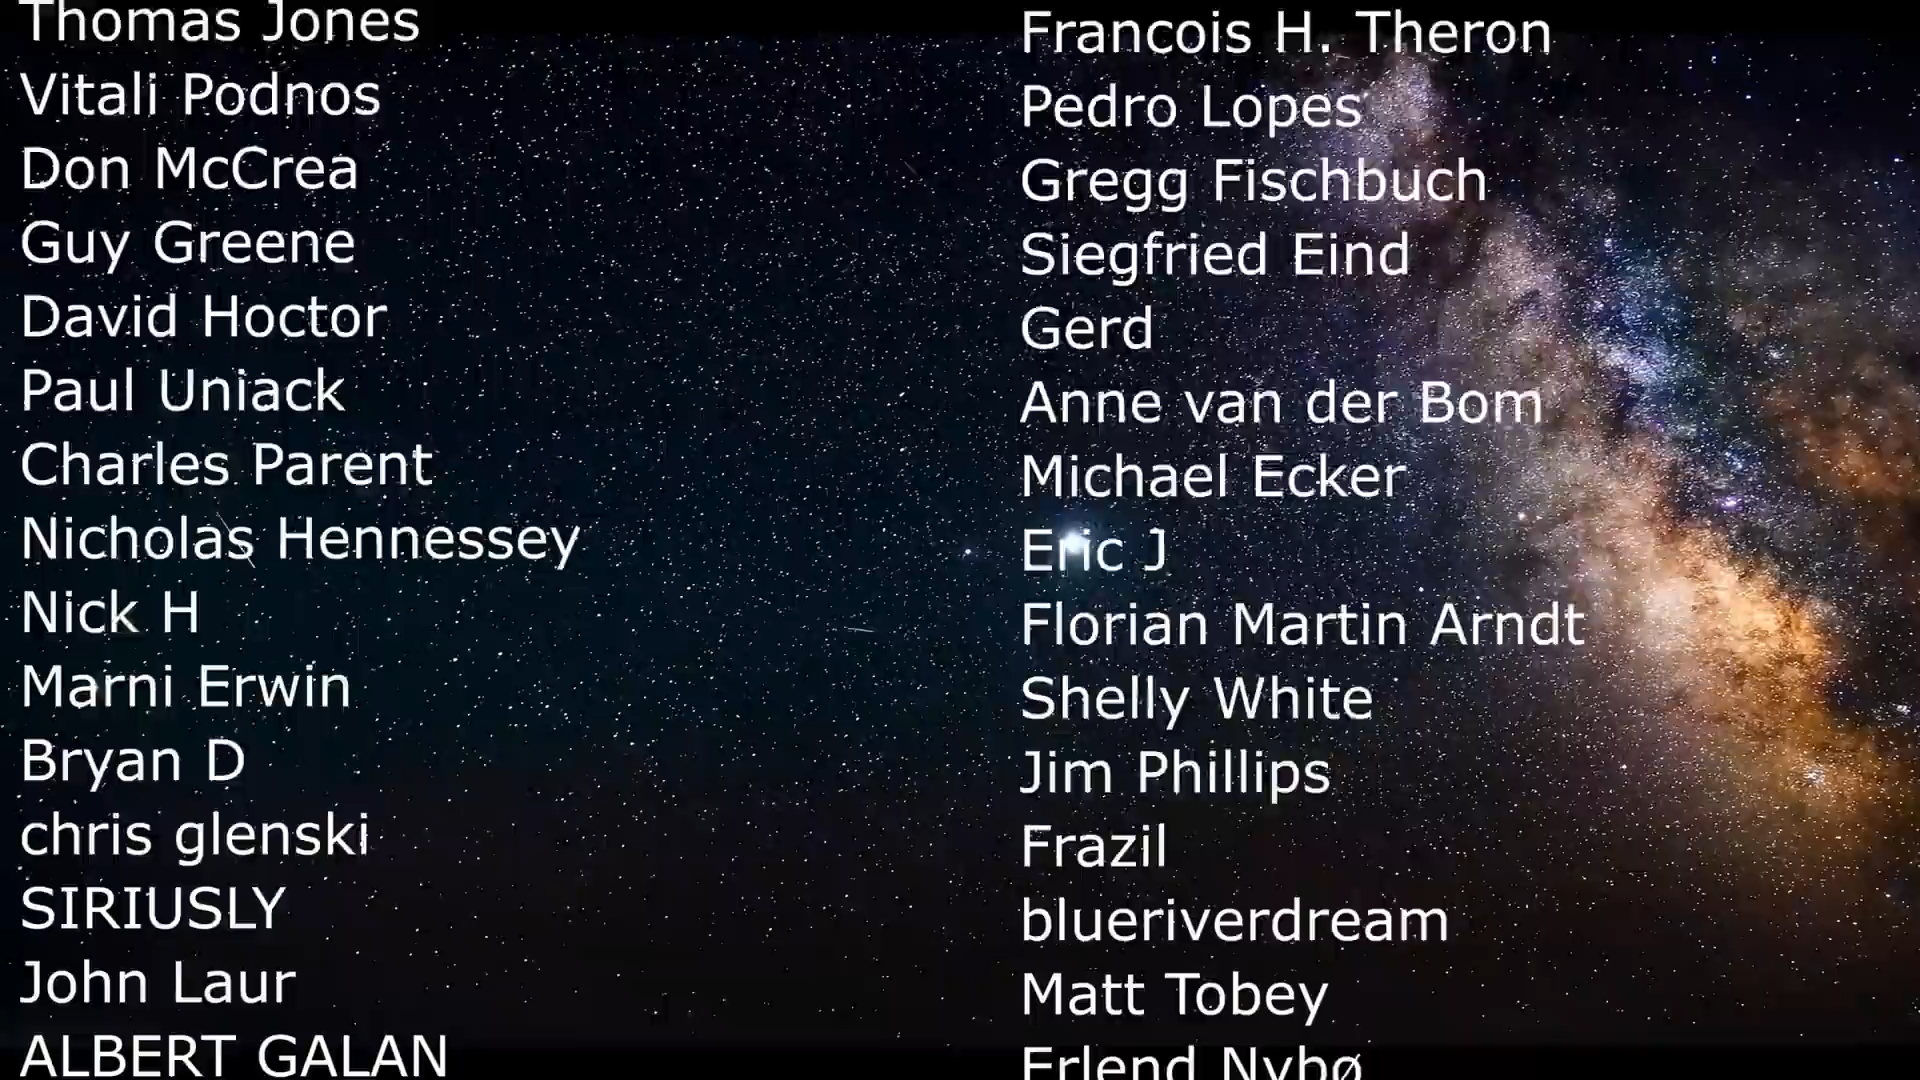 Thomas Jones
Vitali Podnos
Don McCrea
Guy Greene
David Hoctor
Paul Uniack
Charles Parent
Nicholas Hennessey
Nick H
Marni Erwin
Bryan D
chris glenski
SIRIUSLY
John Laur
ALBERT GALAN
Francois H. Theron
Pedro Lopes
Gregg Fischbuch
Siegfried Eind
Gerd
Anne van der Bom
Michael Ecker
Eric J
Florian Martin Arndt
Shelly White
Jim Phillips
Frazil
blueriverdream
Matt Tobey
Erlend Nybø